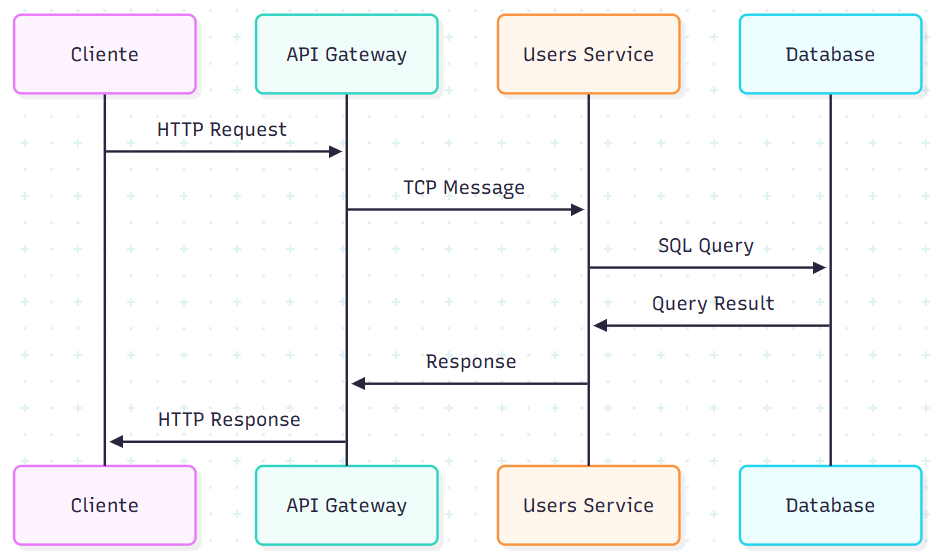 Cliente
API Gateway
Users Service
Database
HTTP Request
TCP Message
SQL Query
Query Result
Response
HTTP Response
Cliente
API Gateway
Users Service
Database